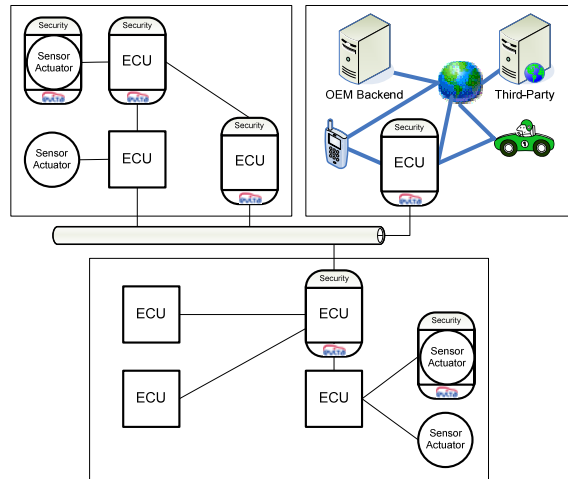 Security
Sensor
Actuator
Security
ECU
Sensor
Actuator
ECU
Security
ECU
OEM Backend
Third-Party
Security
ECU
1
ECU
Security
ECU
ECU
ECU
Security
Sensor
Actuator
Sensor
Actuator